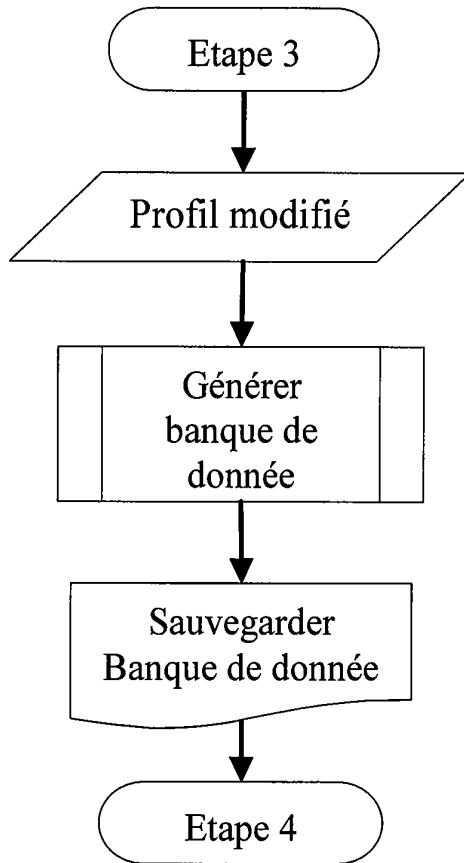 Etape 3
Profil modifié
Générer
banque de
donnée
Sauvegarder
Banque de donnée
Etape 4